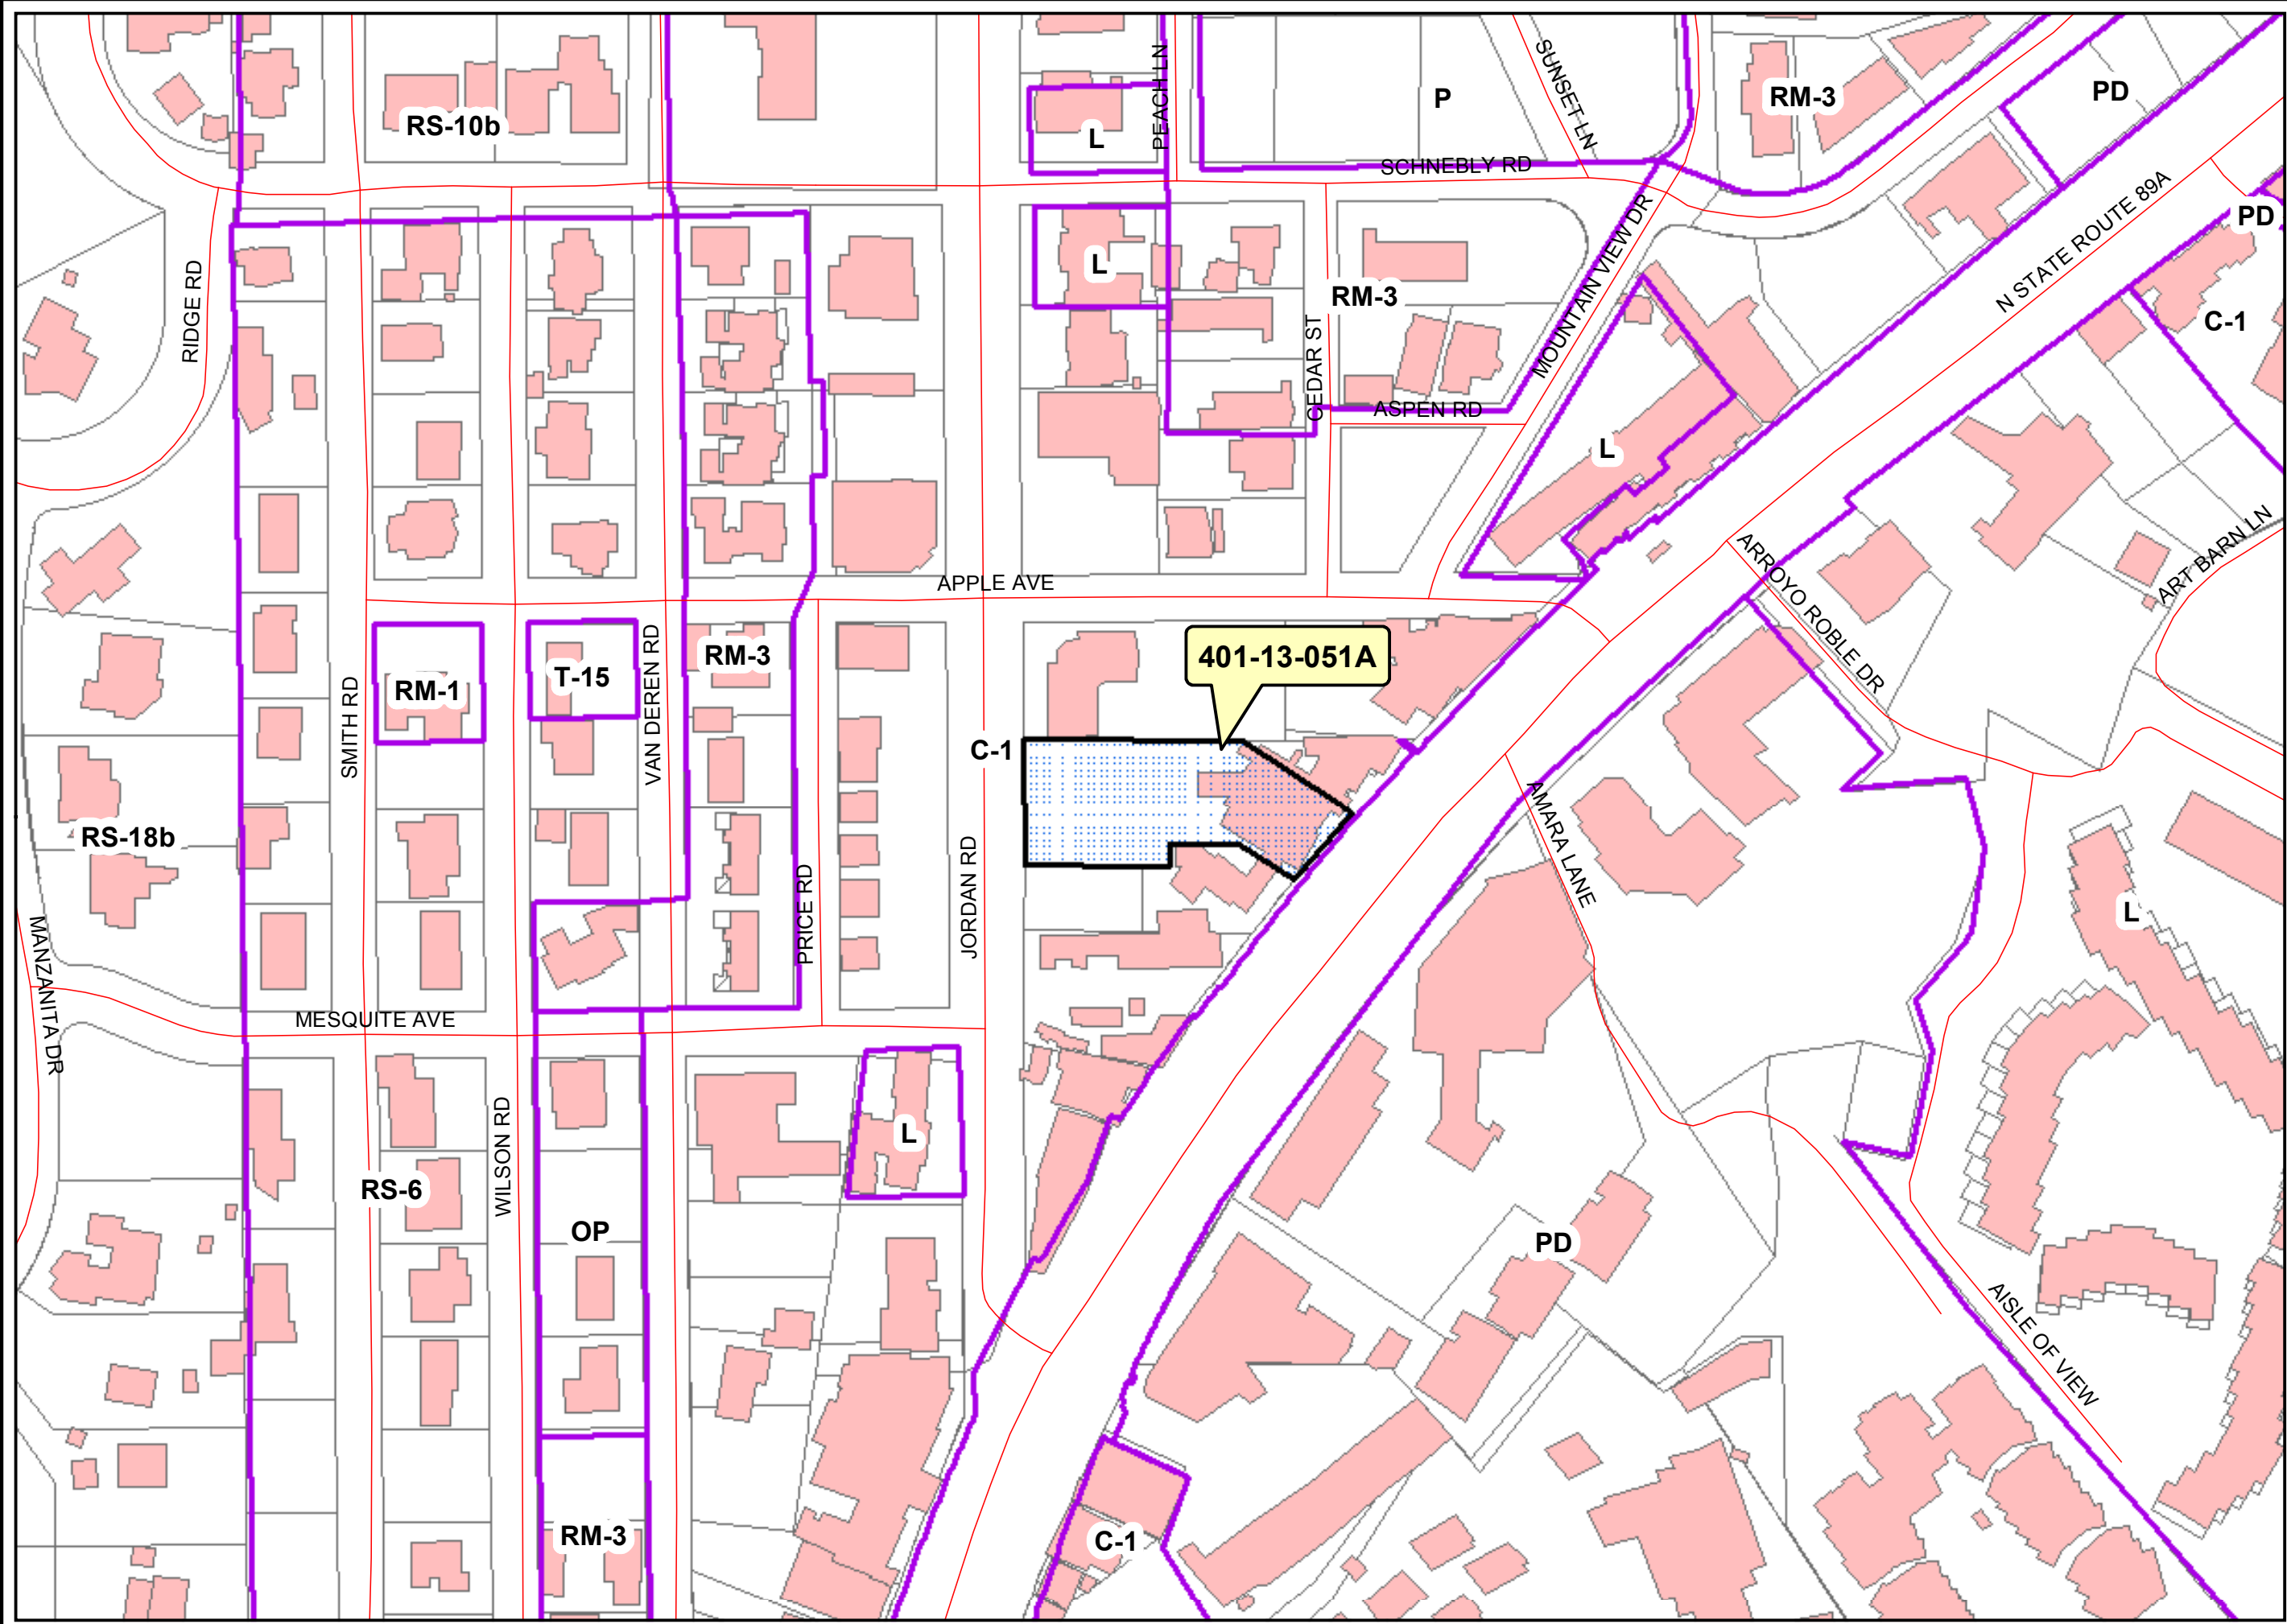 SUNSET LN
PEACH LN
RM-3
PD
P
RS-10b
L
SCHNEBLY RD
PD
N STATE ROUTE 89A
MOUNTAIN VIEW DR
L
RM-3
RIDGE RD
C-1
CEDAR ST
ASPEN RD
L
ART BARN LN
APPLE AVE
ARROYO ROBLE DR
401-13-051A
RM-3
T-15
RM-1
VAN DEREN RD
SMITH RD
C-1
RS-18b
AMARA LANE
JORDAN RD
PRICE RD
L
MANZANITA DR
MESQUITE AVE
L
WILSON RD
RS-6
OP
PD
AISLE OF VIEW
RM-3
C-1